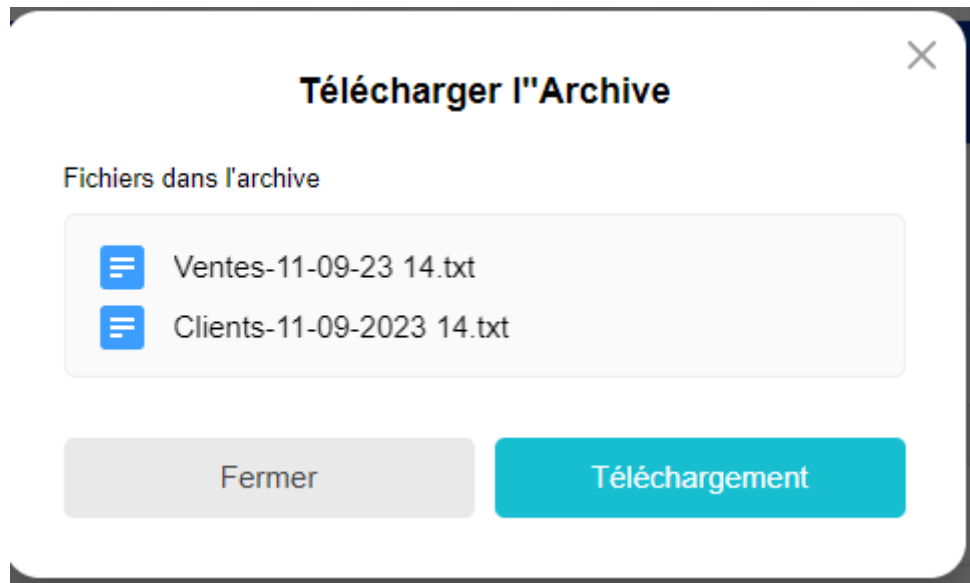 Télécharger l''Archive
Fichiers dans l'archive
Ventes-11-09-23 14.txt
Clients-11-09-2023 14.txt
Fermer
Téléchargement